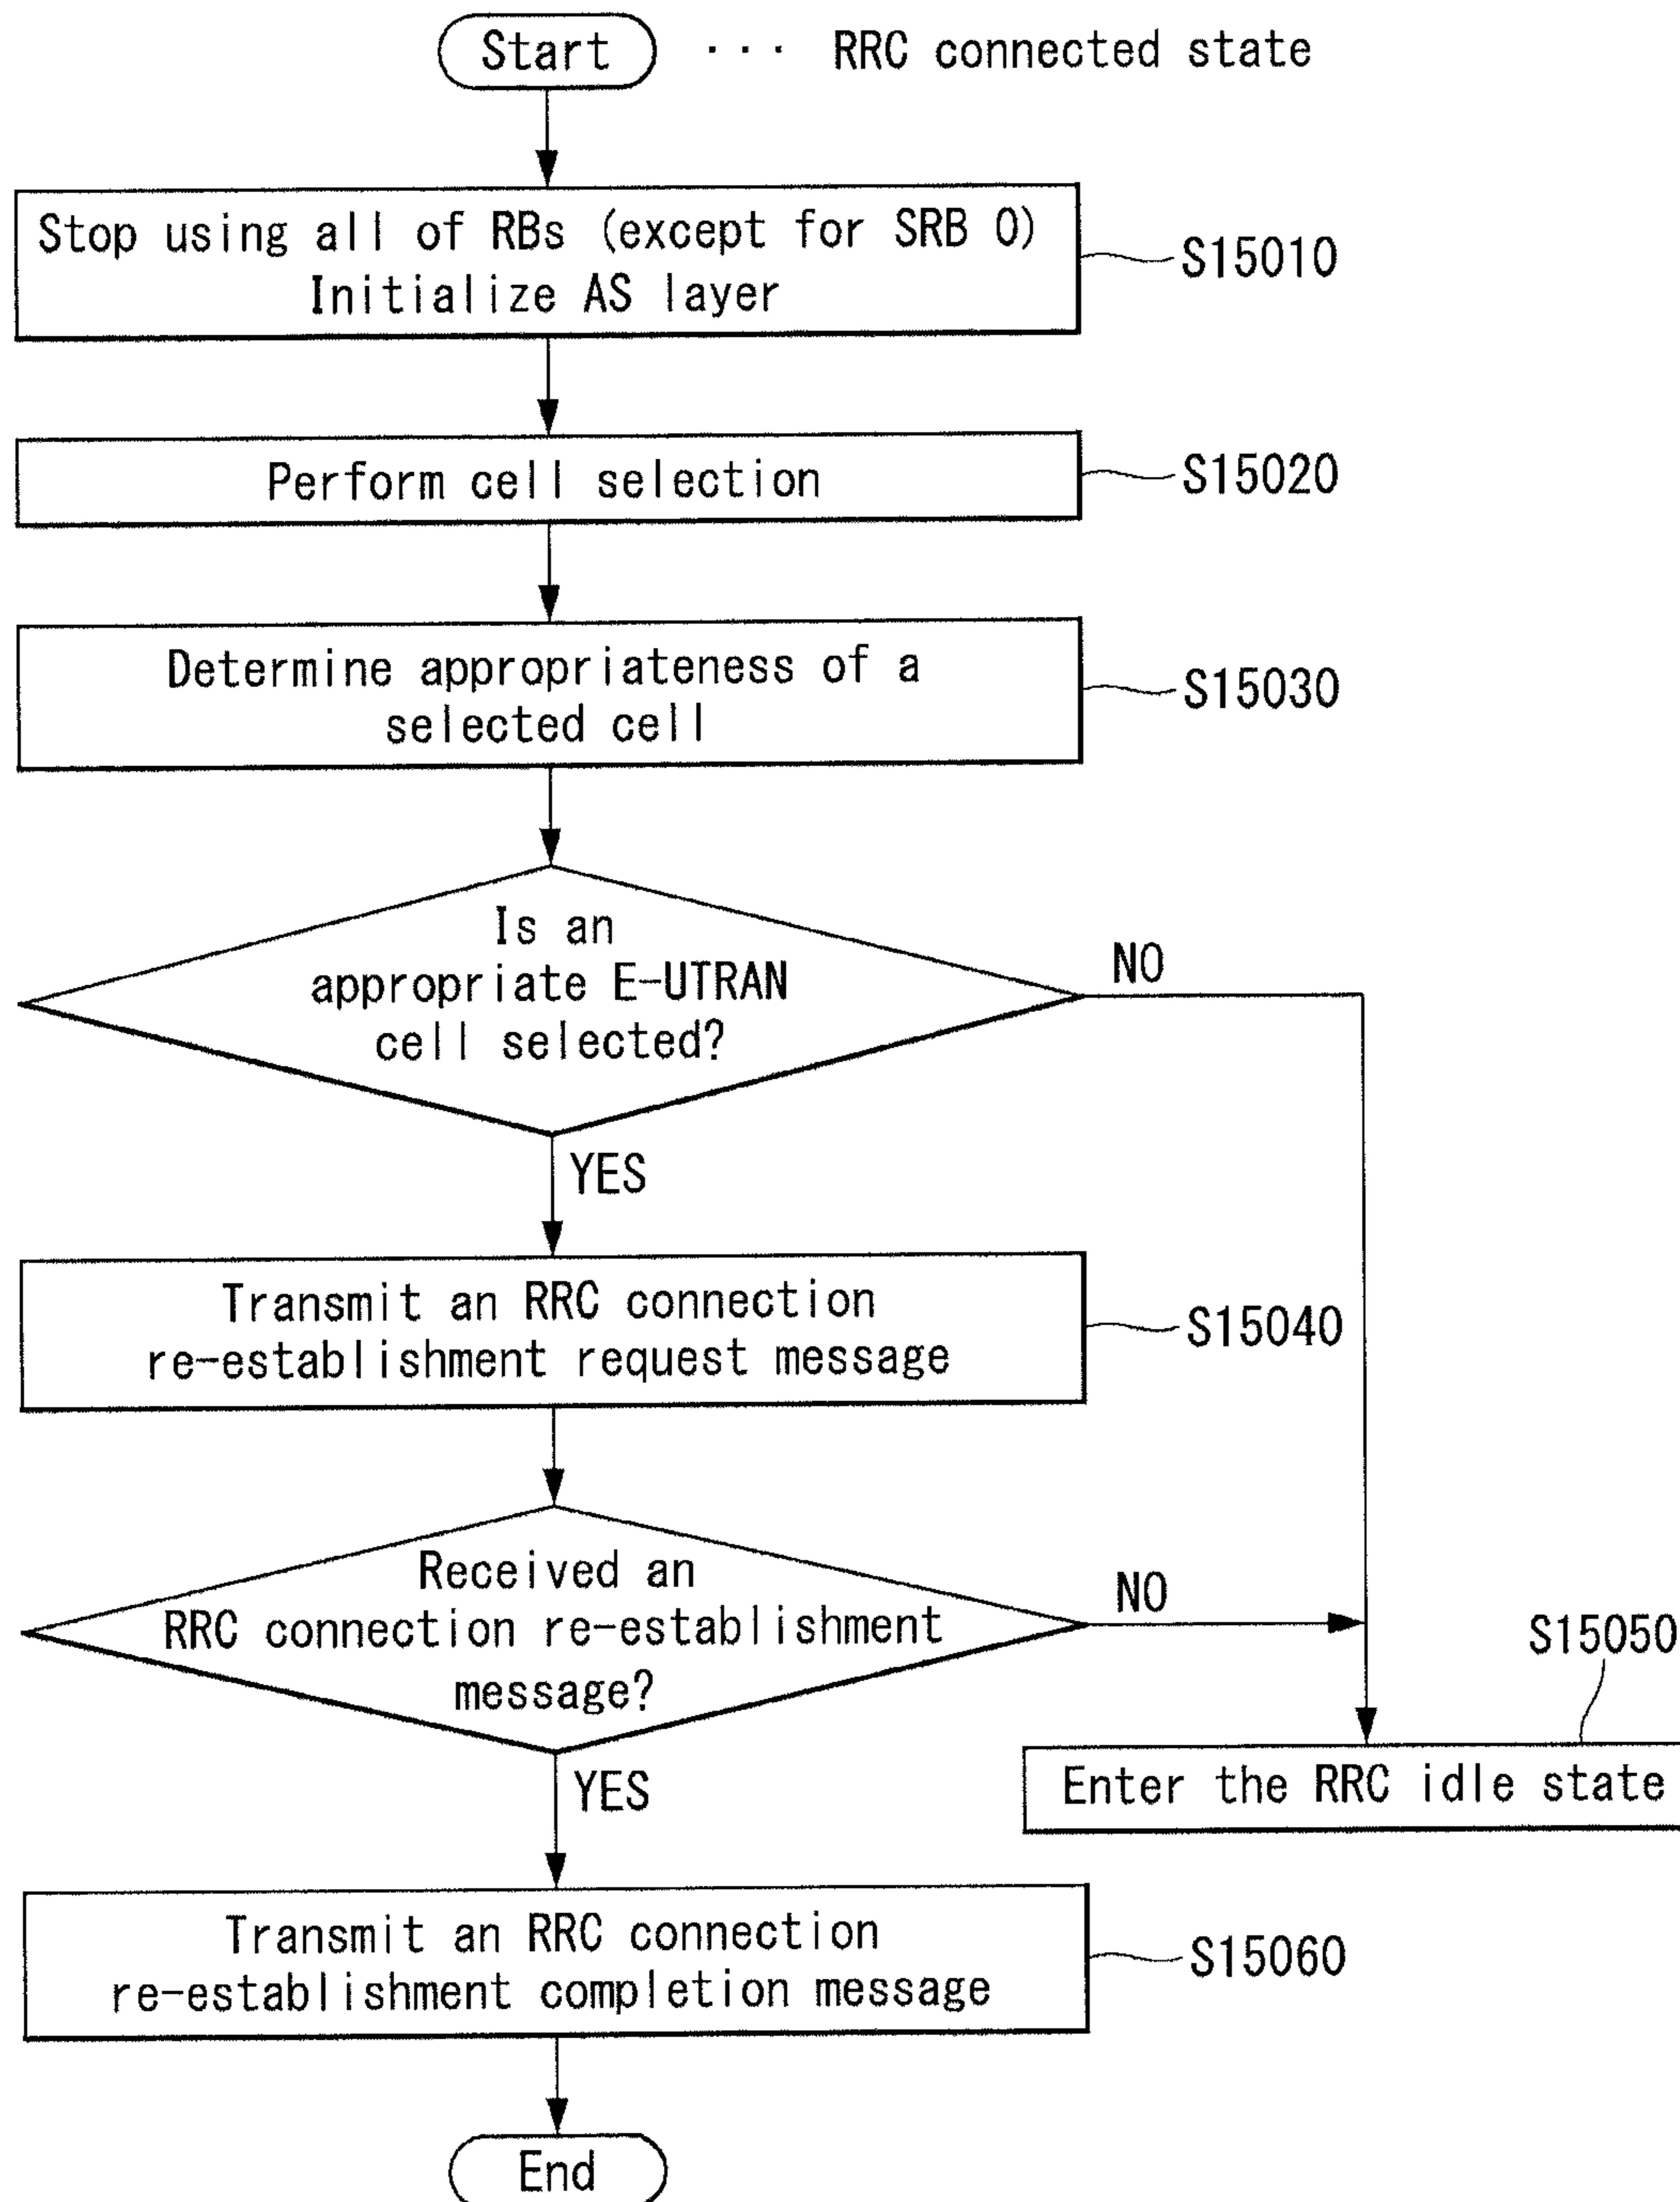 Start ··· RRC connected state
Stop using all of RBs (except for SRB 0)
Initialize AS layer
S15010
Perform cell selection
S15020
Determine appropriateness of a
selected cell
S15030
Is an
appropriate E-UTRAN
cell selected?
NO
YES
Transmit an RRC connection
re-establishment request message
S15040
Received an
RRC connection re-establishment
message?
NO
S15050
Enter the RRC idle state
YES
Transmit an RRC connection
re-establishment completion message
S15060
End